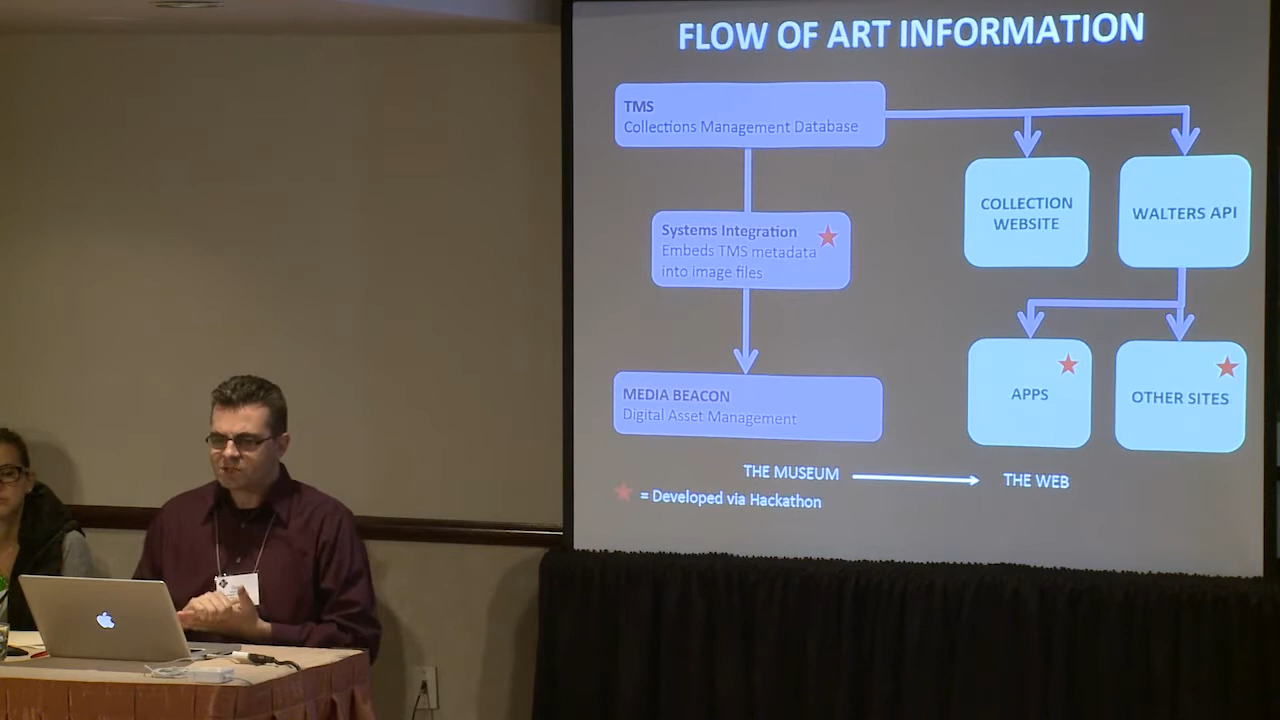 FLOW OF ART INFORMATION
TMS
Collections Management Database
Systems Integration
Embeds TMS metadata
into image files
MEDIA BEACON
Digital Asset Management
COLLECTION
WEBSITE
WALTERS API
APPS
OTHER SITES
THE MUSEUM
THE WEB
= Developed via Hackathon